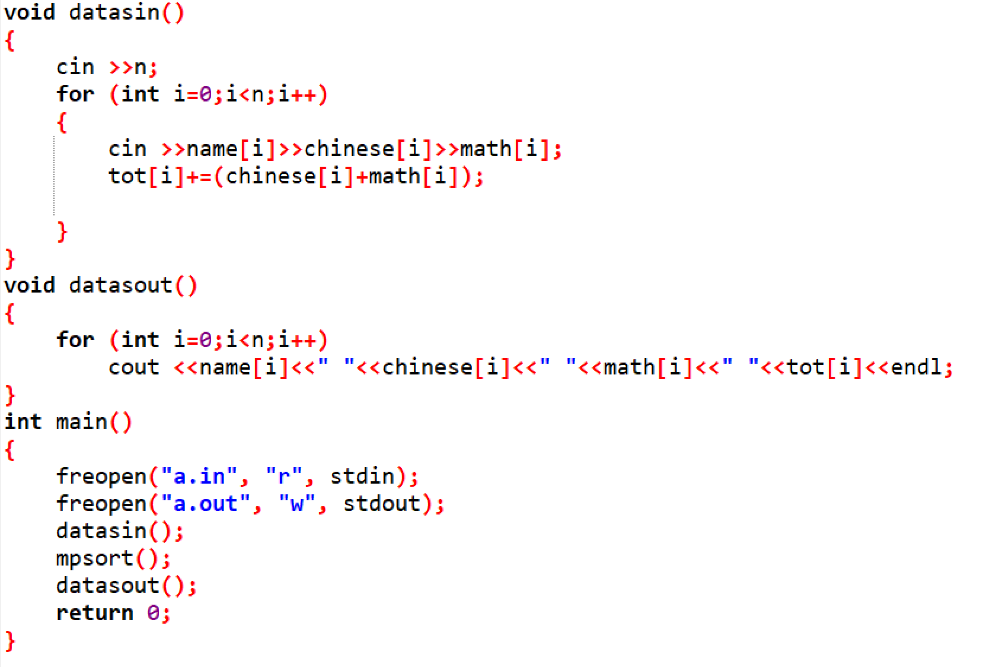 void datasin()
{
    cin >>n;
    for (int i=0;i<n;i++)
    {
        cin >>name[i]>>chinese[i]>>math[i];
        tot[i]+=(chinese[i]+math[i]);

    }
}
void datasout()
{
    for (int i=0;i<n;i++)
        cout <<name[i]<<" "<<chinese[i]<<" "<<math[i]<<" "<<tot[i]<<endl;
}
int main()
{
    freopen("a.in", "r", stdin);
    freopen("a.out", "w", stdout);
    datasin();
    mpsort();
    datasout();
    return 0;
}